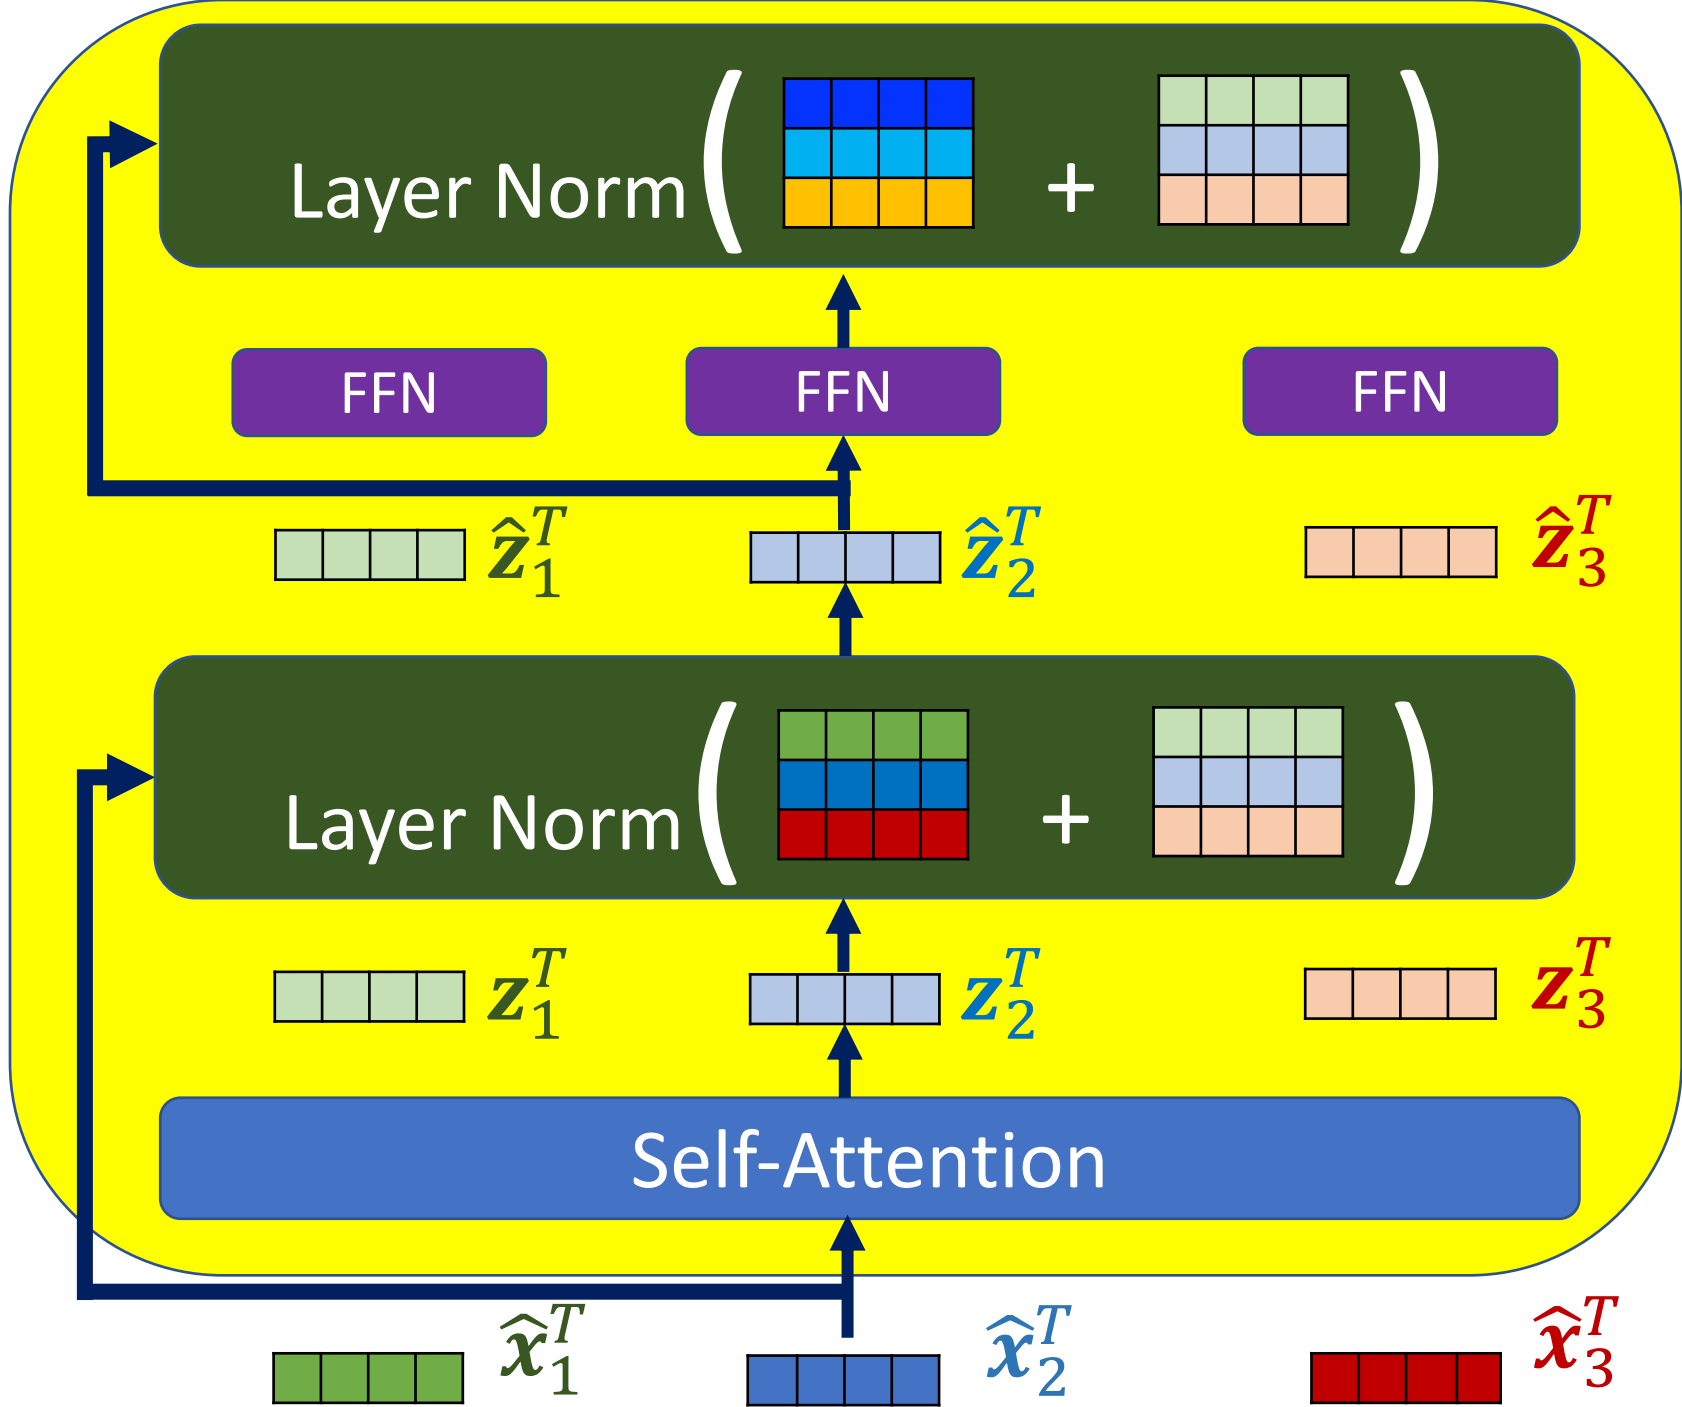 Layer Norm ( + )
FFN FFN FFN
ẑ₁ᵀ ẑ₂ᵀ ẑ₃ᵀ
Layer Norm ( + )
z₁ᵀ z₂ᵀ z₃ᵀ
Self-Attention
x̂₁ᵀ x̂₂ᵀ x̂₃ᵀ